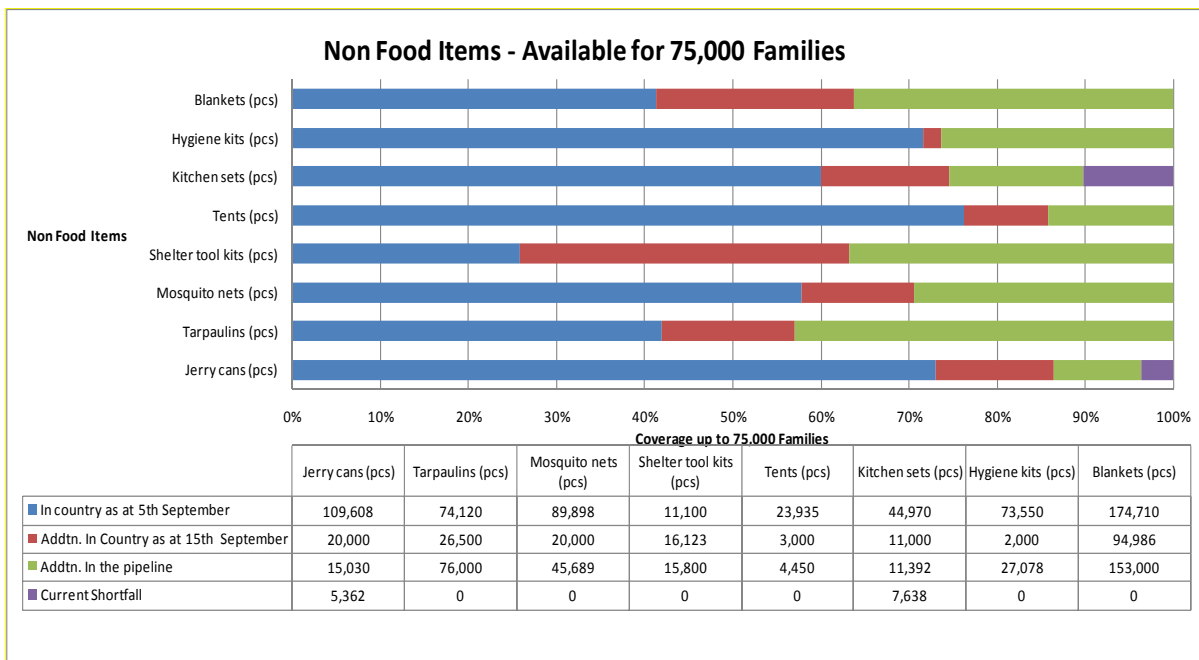 Non Food Items - Available for 75,000 Families
Blankets (pcs)
Hygiene kits (pcs)
Kitchen sets (pcs)
Tents (pcs)
Non Food Items
Shelter tool kits (pcs)
Mosquito nets (pcs)
Tarpaulins (pcs)
Jerry cans (pcs)
0% 10% 20% 30% 40% 50% 60% 70% 80% 90% 100%
Coverage up to 75,000 Families
Jerry cans (pcs) Tarpaulins (pcs) Mosquito nets (pcs) Shelter tool kits (pcs) Tents (pcs) Kitchen sets (pcs) Hygiene kits (pcs) Blankets (pcs)
In country as at 5th September 109,608 74,120 89,898 11,100 23,935 44,970 73,550 174,710
Addtn. In Country as at 15th September 20,000 26,500 20,000 16,123 3,000 11,000 2,000 94,986
Addtn. In the pipeline 15,030 76,000 45,689 15,800 4,450 11,392 27,078 153,000
Current Shortfall 5,362 0 0 0 0 7,638 0 0